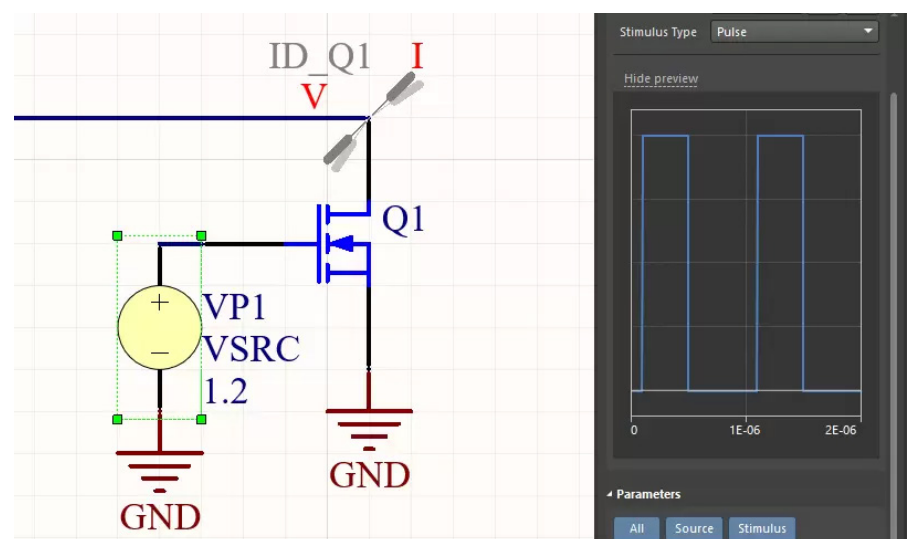 ID_Q1 I
V
Q1
VP1
VSRC
1.2
GND
GND
Stimulus Type Pulse
Hide preview
0 1E-06 2E-06
Parameters
All Source Stimulus